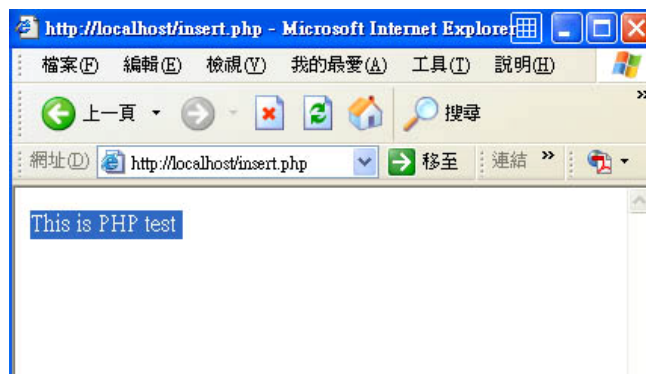 http://localhost/insert.php - Microsoft Internet Explorer
檔案(F) 編輯(E) 檢視(V) 我的最愛(A) 工具(T) 說明(H)
上一頁 搜尋 »
網址(D) http://localhost/insert.php 移至 連結 »
This is PHP test